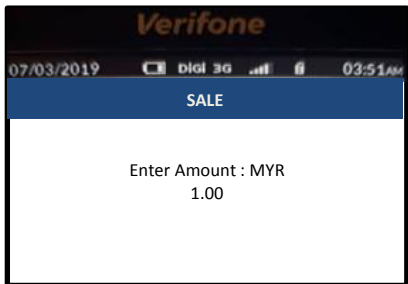 Verifone
07/03/2019 DiGi 3G 03:51AM
SALE
Enter Amount : MYR
1.00